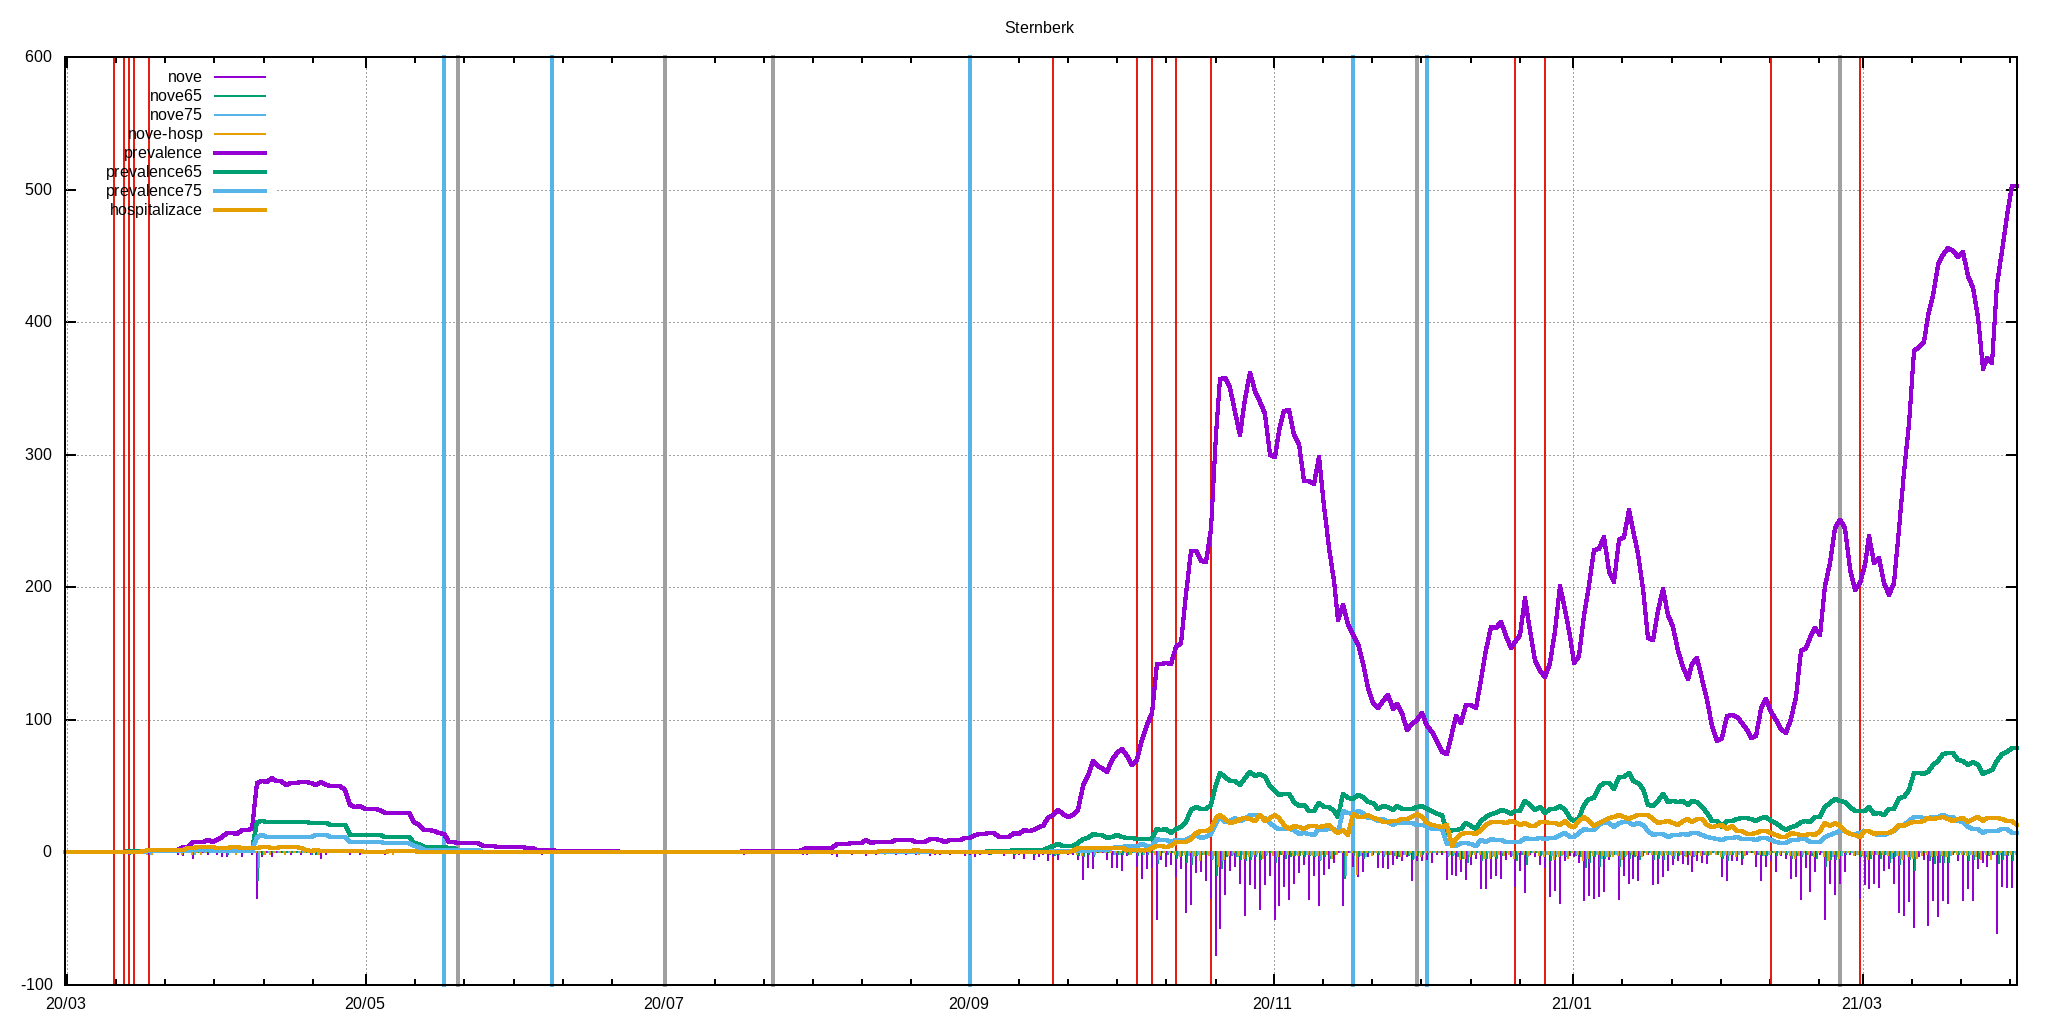 Sternberk
600
500
400
300
200
100
0
-100
nove
nove65
nove75
nove-hosp
prevalence
prevalence65
prevalence75
hospitalizace
20/03
20/05
20/07
20/09
20/11
21/01
21/03